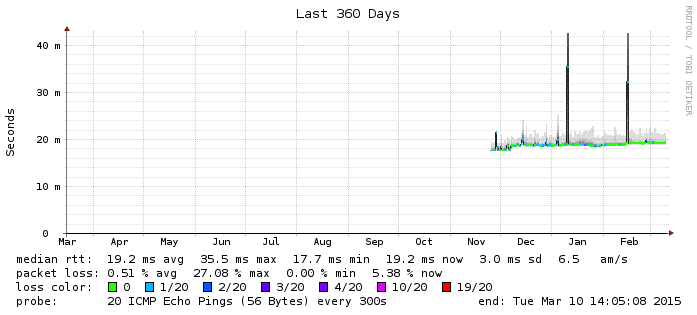 Last 360 Days
RRDTOOL / TOBI OETIKER
Seconds
40 m
30 m
20 m
10 m
0
Mar Apr May Jun Jul Aug Sep Oct Nov Dec Jan Feb
median rtt: 19.2 ms avg 35.5 ms max 17.7 ms min 19.2 ms now 3.0 ms sd 6.5 am/s
packet loss: 0.51 % avg 27.08 % max 0.00 % min 5.38 % now
loss color: 0 1/20 2/20 3/20 4/20 10/20 19/20
probe: 20 ICMP Echo Pings (56 Bytes) every 300s end: Tue Mar 10 14:05:08 2015